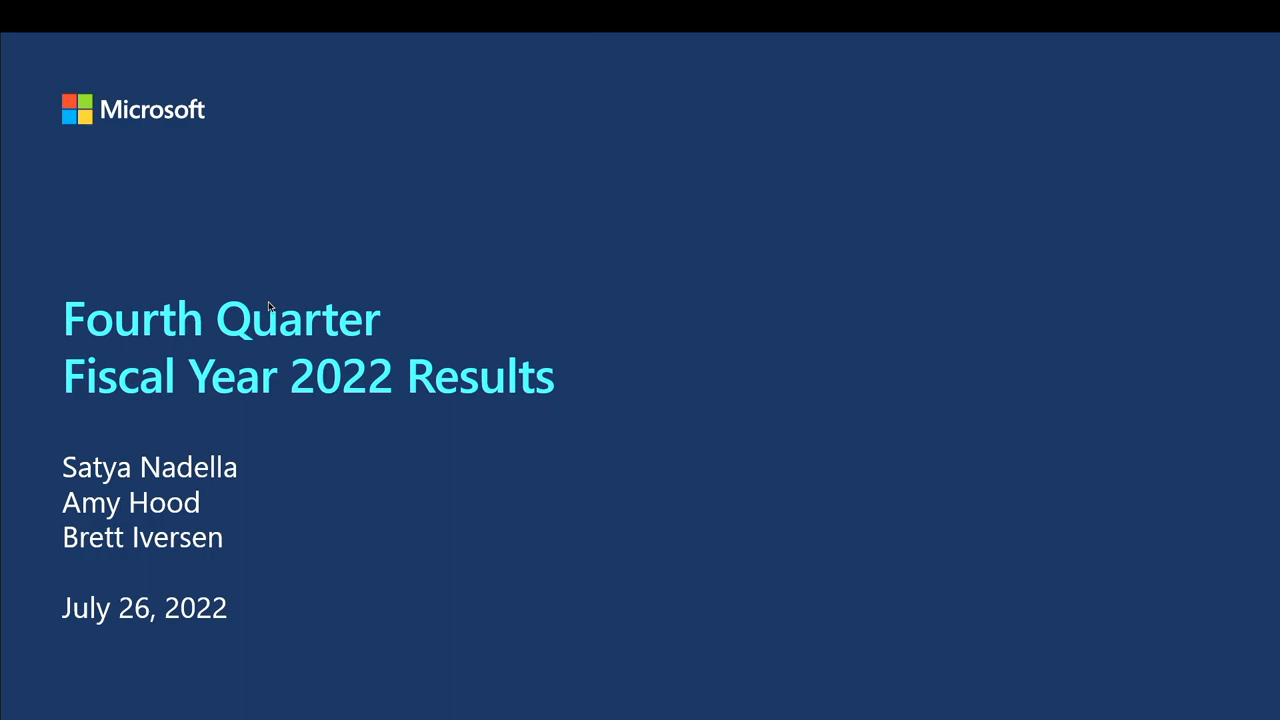 Microsoft
Fourth Quarter
Fiscal Year 2022 Results
Satya Nadella
Amy Hood
Brett Iversen
July 26, 2022